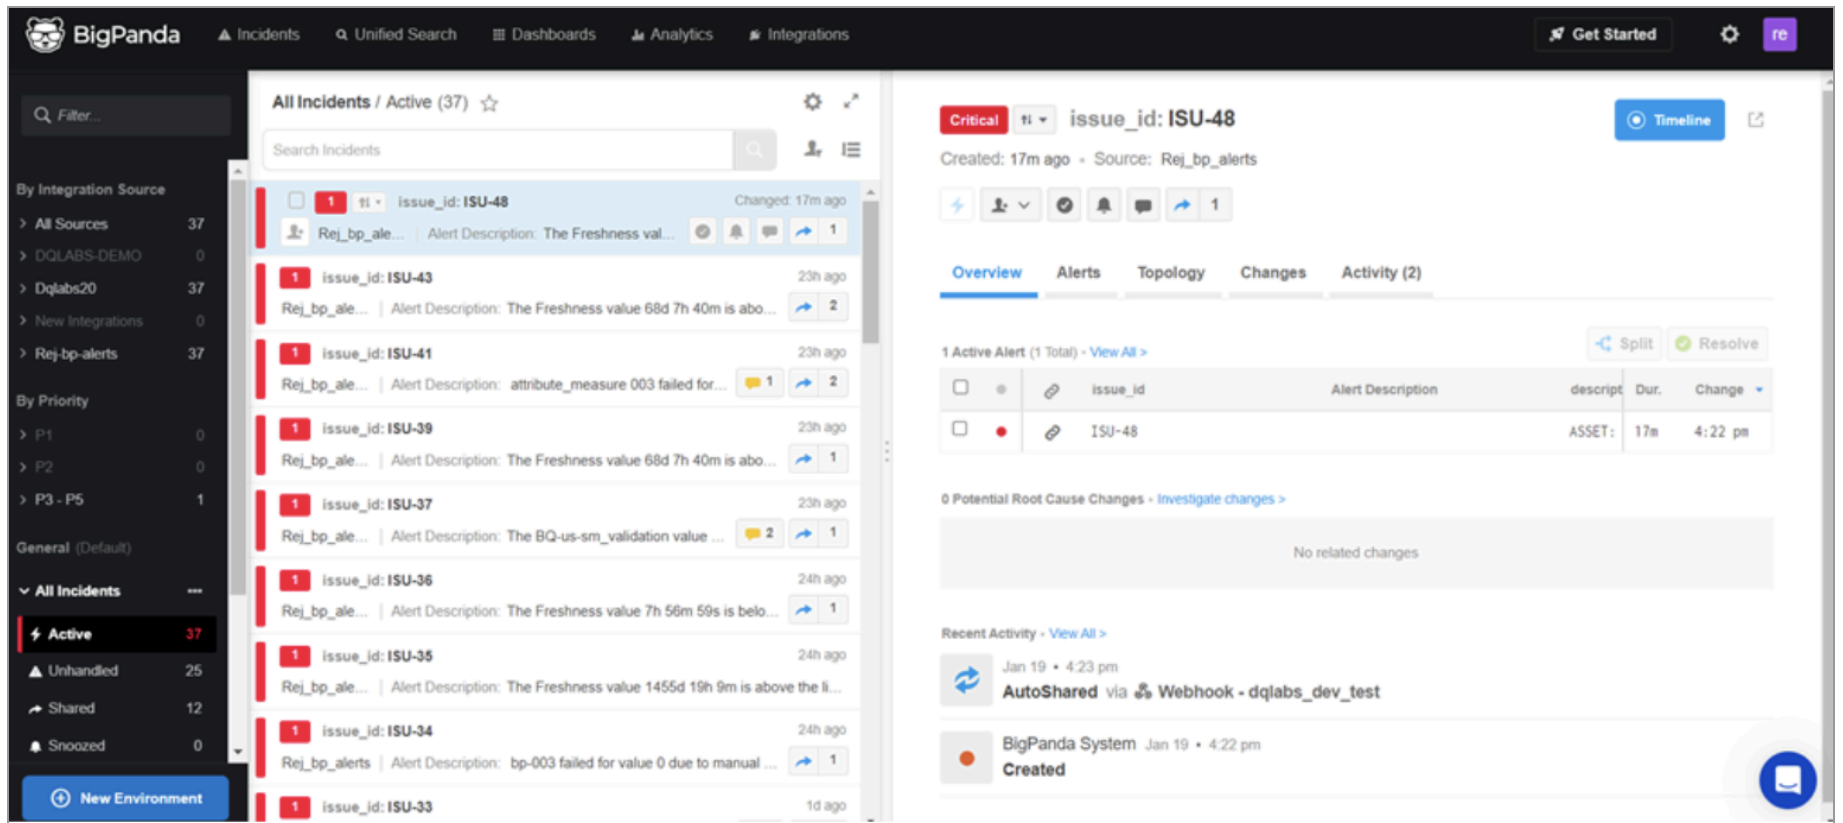 BigPanda Incidents Unified Search Dashboards Analytics Integrations Get Started re
Filter...
By Integration Source
All Sources 37
DQLABS-DEMO 0
Dqlabs20 37
New Integrations 0
Rej-bp-alerts 37
By Priority
P1 0
P2 0
P3 - P5 1
General (Default)
All Incidents ...
Active 37
Unhandled 25
Shared 12
Snoozed 0
New Environment
All Incidents / Active (37)
Search Incidents
1 issue_id: ISU-48 Changed: 17m ago
Rej_bp_ale... Alert Description: The Freshness val... 1
1 issue_id: ISU-43 23h ago
Rej_bp_ale... Alert Description: The Freshness value 68d 7h 40m is abo... 2
1 issue_id: ISU-41 23h ago
Rej_bp_ale... Alert Description: attribute_measure 003 failed for... 1 2
1 issue_id: ISU-39 23h ago
Rej_bp_ale... Alert Description: The Freshness value 68d 7h 40m is abo... 1
1 issue_id: ISU-37 23h ago
Rej_bp_ale... Alert Description: The BQ-us-sm_validation value ... 2 1
1 issue_id: ISU-36 24h ago
Rej_bp_ale... Alert Description: The Freshness value 7h 56m 59s is belo... 1
1 issue_id: ISU-35 24h ago
Rej_bp_ale... Alert Description: The Freshness value 1455d 19h 9m is above the li...
1 issue_id: ISU-34 24h ago
Rej_bp_alerts Alert Description: bp-003 failed for value 0 due to manual ... 1
1 issue_id: ISU-33 1d ago
Critical issue_id: ISU-48 Timeline
Created: 17m ago • Source: Rej_bp_alerts
1
Overview Alerts Topology Changes Activity (2)
Split Resolve
1 Active Alert (1 Total) • View All >
issue_id Alert Description descript Dur. Change
ISU-48 ASSET: 17m 4:22 pm
0 Potential Root Cause Changes • Investigate changes >
No related changes
Recent Activity • View All >
Jan 19 • 4:23 pm
AutoShared via Webhook - dqlabs_dev_test
BigPanda System Jan 19 • 4:22 pm
Created